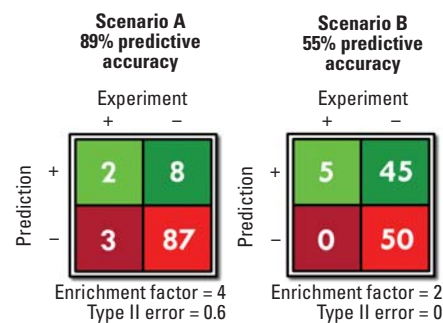 Scenario A
89% predictive
accuracy
Experiment
+ –
Prediction
+ 2 8
– 3 87
Enrichment factor = 4
Type II error = 0.6
Scenario B
55% predictive
accuracy
Experiment
+ –
Prediction
+ 5 45
– 0 50
Enrichment factor = 2
Type II error = 0